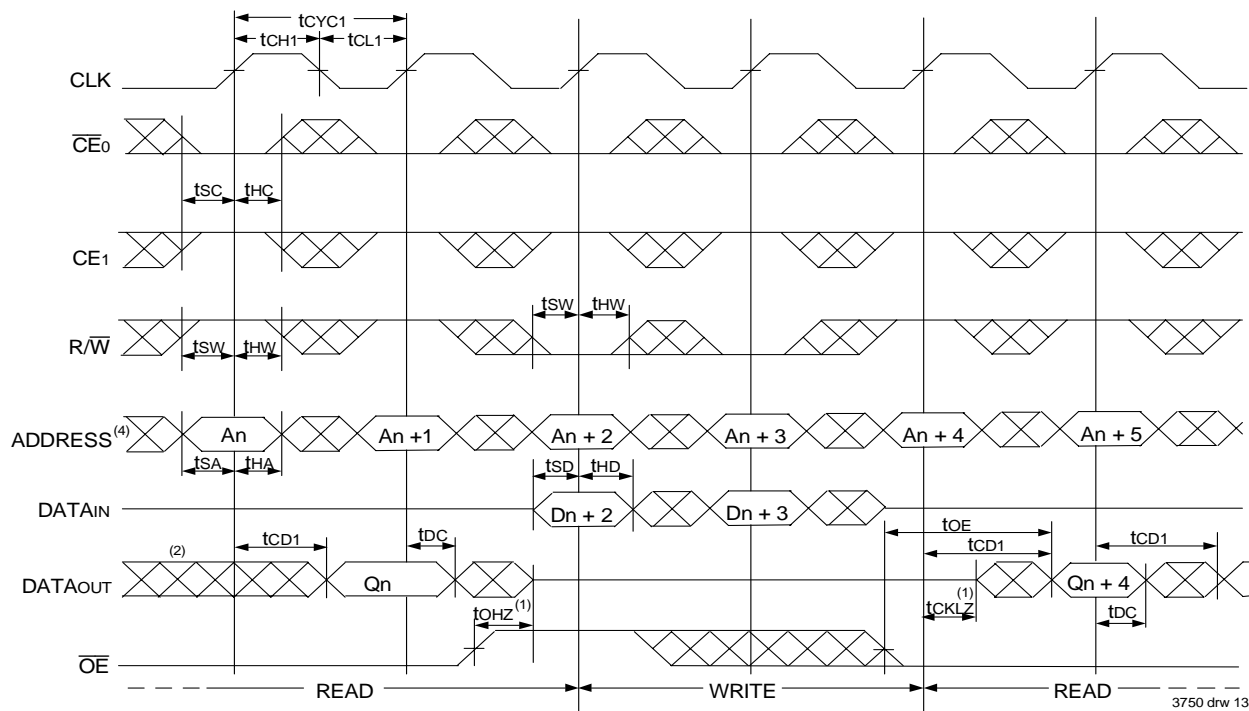 tCYC1
tCH1 tCL1
CLK
CE0
tSC tHC
CE1
tSW tHW
R/W
tSW tHW
ADDRESS(4) An An +1 An + 2 An + 3 An + 4 An + 5
tSA tHA tSD tHD
DATAIN Dn + 2 Dn + 3
tOE
(2) tCD1 tDC tCD1 tCD1
DATAOUT Qn Qn + 4
tOHZ(1) tCKLZ(1) tDC
OE
READ WRITE READ
3750 drw 13